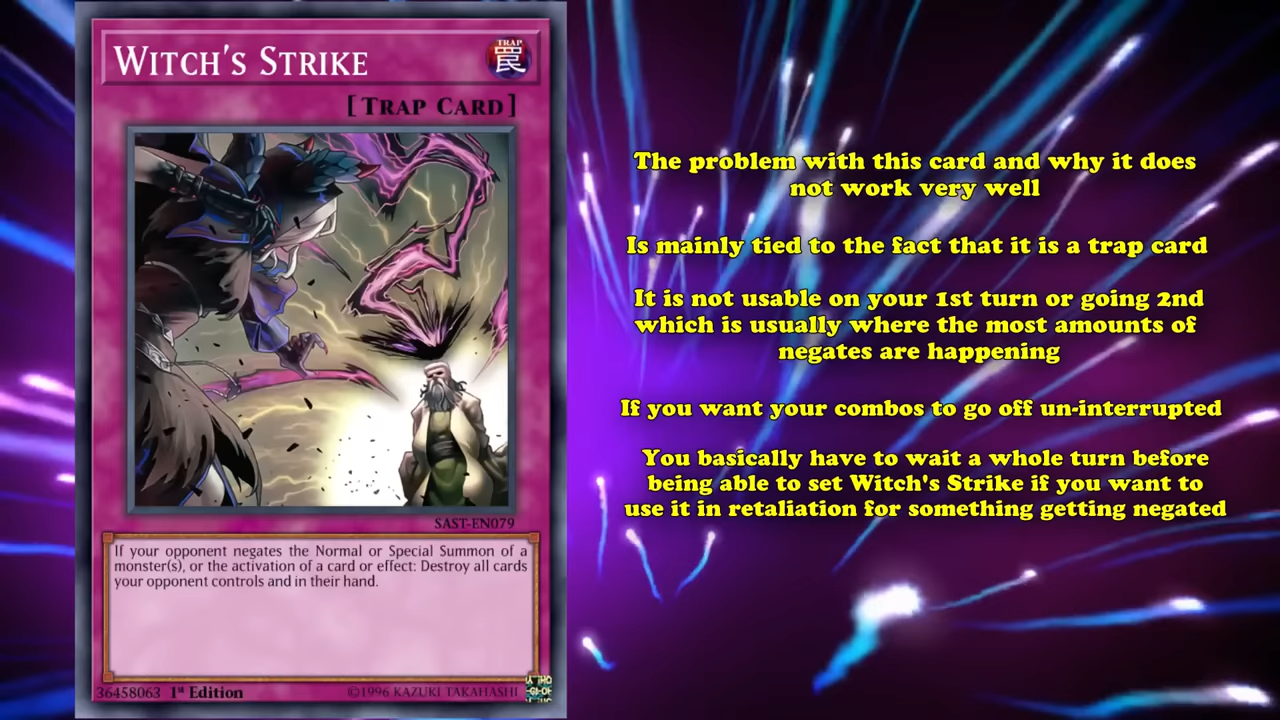 WITCH'S STRIKE
TRAP
罠
[TRAP CARD]
SAST-EN079
If your opponent negates the Normal or Special Summon of a
monster(s), or the activation of a card or effect: Destroy all cards
your opponent controls and in their hand.
36458063 1st Edition ©1996 KAZUKI TAKAHASHI
The problem with this card and why it does
not work very well
Is mainly tied to the fact that it is a trap card
It is not usable on your 1st turn or going 2nd
which is usually where the most amounts of
negates are happening
If you want your combos to go off un-interrupted
You basically have to wait a whole turn before
being able to set Witch's Strike if you want to
use it in retaliation for something getting negated